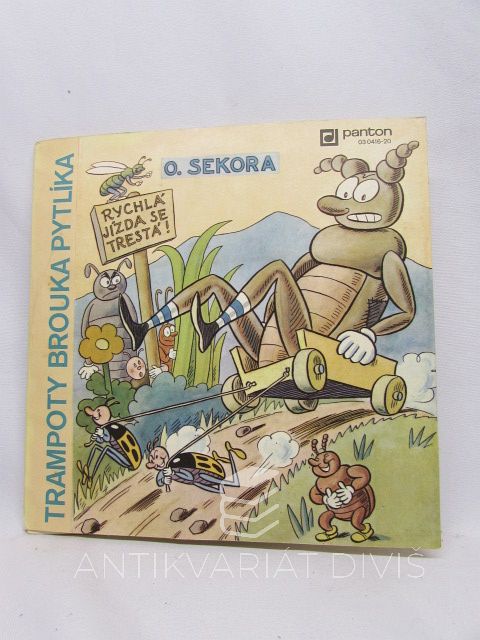 TRAMPOTY BROUKA PYTLÍKA
panton
03 0416-20
O. SEKORA
RYCHLÁ
JÍZDA SE
TRESTÁ!
ANTIKVARIÁT DIVIŠ